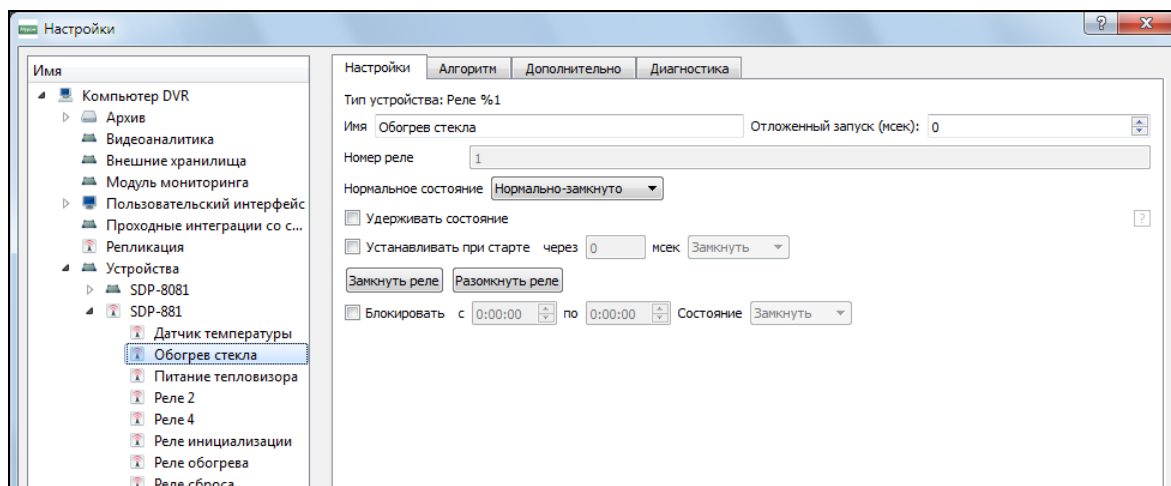 Настройки
Имя
Компьютер DVR
Архив
Видеоаналитика
Внешние хранилища
Модуль мониторинга
Пользовательский интерфейс
Проходные интеграции со с...
Репликация
Устройства
SDP-8081
SDP-881
Датчик температуры
Обогрев стекла
Питание тепловизора
Реле 2
Реле 4
Реле инициализации
Реле обогрева
Реле сброса
Настройки Алгоритм Дополнительно Диагностика
Тип устройства: Реле %1
Имя Обогрев стекла Отложенный запуск (мсек): 0
Номер реле 1
Нормальное состояние Нормально-замкнуто
Удерживать состояние ?
Устанавливать при старте через 0 мсек Замкнуть
Замкнуть реле Разомкнуть реле
Блокировать с 0:00:00 по 0:00:00 Состояние Замкнуть